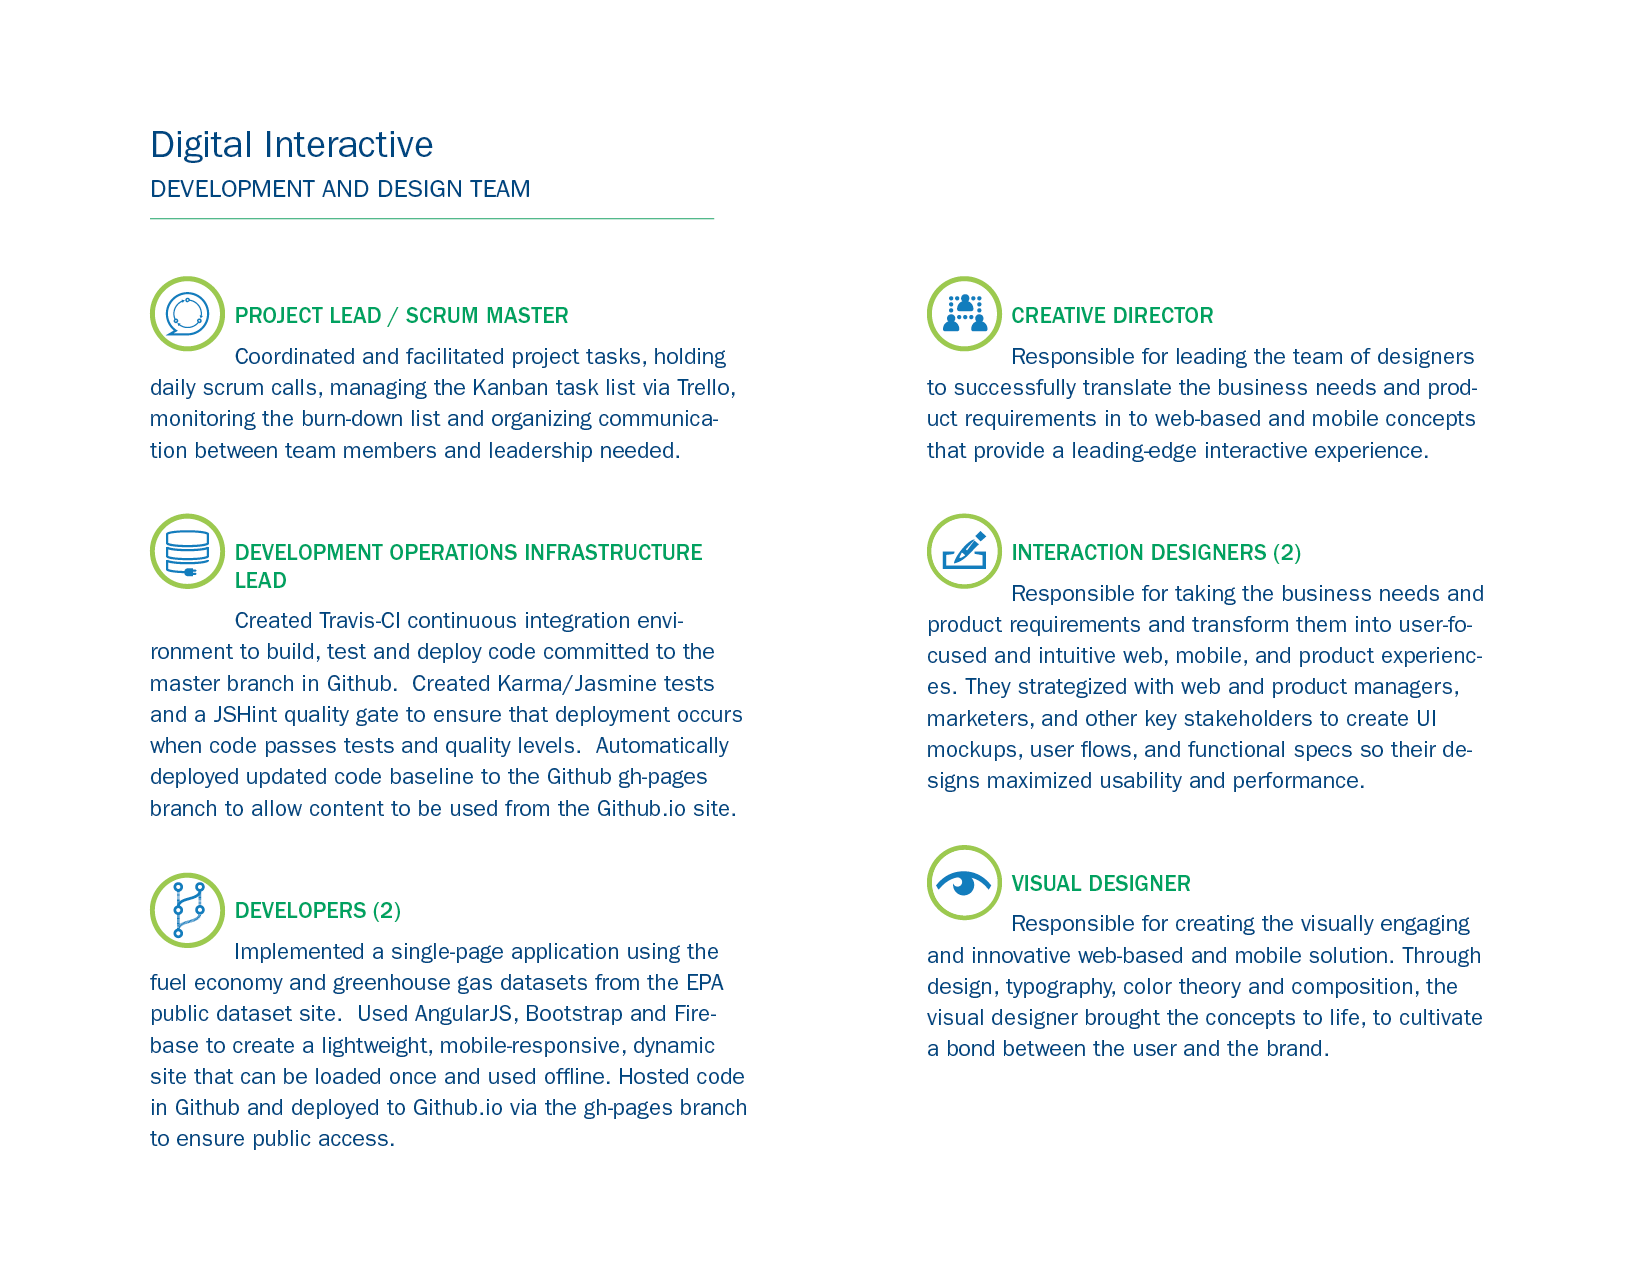 Digital Interactive
DEVELOPMENT AND DESIGN TEAM
PROJECT LEAD / SCRUM MASTER
Coordinated and facilitated project tasks, holding
daily scrum calls, managing the Kanban task list via Trello,
monitoring the burn-down list and organizing communica-
tion between team members and leadership needed.
DEVELOPMENT OPERATIONS INFRASTRUCTURE
LEAD
Created Travis-CI continuous integration envi-
ronment to build, test and deploy code committed to the
master branch in Github.  Created Karma/Jasmine tests
and a JSHint quality gate to ensure that deployment occurs
when code passes tests and quality levels.  Automatically
deployed updated code baseline to the Github gh-pages
branch to allow content to be used from the Github.io site.
DEVELOPERS (2)
Implemented a single-page application using the
fuel economy and greenhouse gas datasets from the EPA
public dataset site.  Used AngularJS, Bootstrap and Fire-
base to create a lightweight, mobile-responsive, dynamic
site that can be loaded once and used offline. Hosted code
in Github and deployed to Github.io via the gh-pages branch
to ensure public access.
CREATIVE DIRECTOR
Responsible for leading the team of designers
to successfully translate the business needs and prod-
uct requirements in to web-based and mobile concepts
that provide a leading-edge interactive experience.
INTERACTION DESIGNERS (2)
Responsible for taking the business needs and
product requirements and transform them into user-fo-
cused and intuitive web, mobile, and product experienc-
es. They strategized with web and product managers,
marketers, and other key stakeholders to create UI
mockups, user flows, and functional specs so their de-
signs maximized usability and performance.
VISUAL DESIGNER
Responsible for creating the visually engaging
and innovative web-based and mobile solution. Through
design, typography, color theory and composition, the
visual designer brought the concepts to life, to cultivate
a bond between the user and the brand.